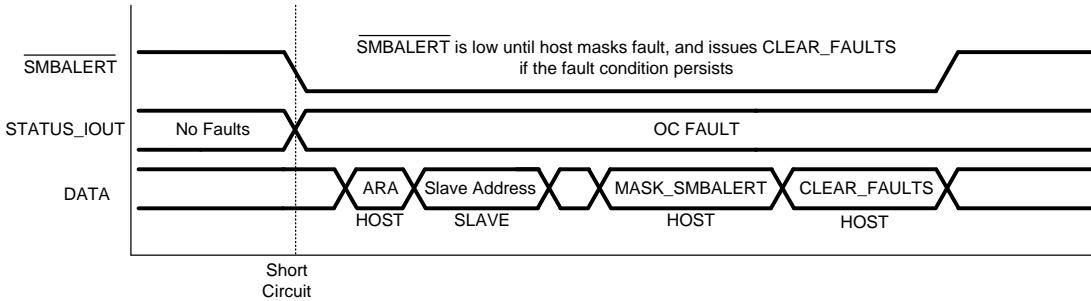 SMBALERT
SMBALERT is low until host masks fault, and issues CLEAR_FAULTS
if the fault condition persists
STATUS_IOUT
No Faults
OC FAULT
DATA
ARA
Slave Address
MASK_SMBALERT
CLEAR_FAULTS
HOST
SLAVE
HOST
HOST
Short
Circuit